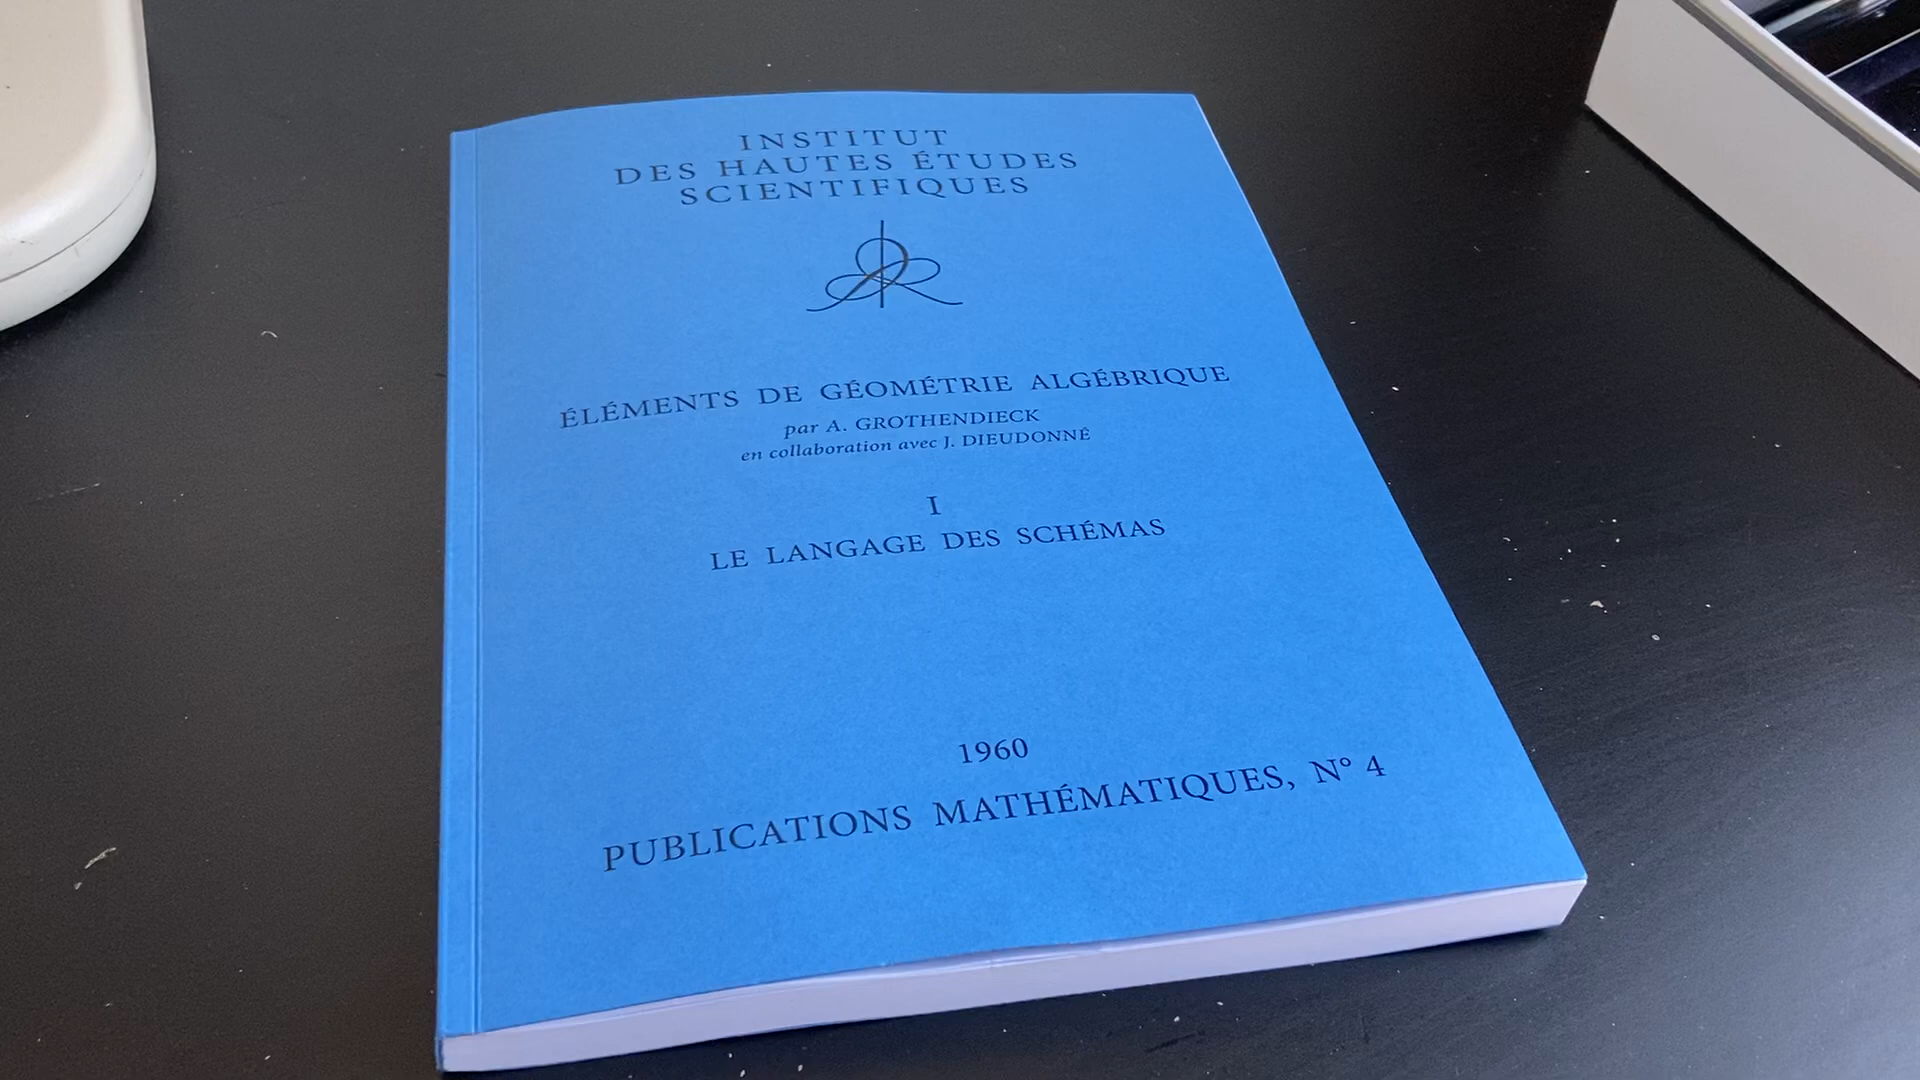 INSTITUT
DES HAUTES ÉTUDES
SCIENTIFIQUES
ÉLÉMENTS DE GÉOMÉTRIE ALGÉBRIQUE
par A. GROTHENDIECK
en collaboration avec J. DIEUDONNÉ
I
LE LANGAGE DES SCHÉMAS
1960
PUBLICATIONS MATHÉMATIQUES, N° 4